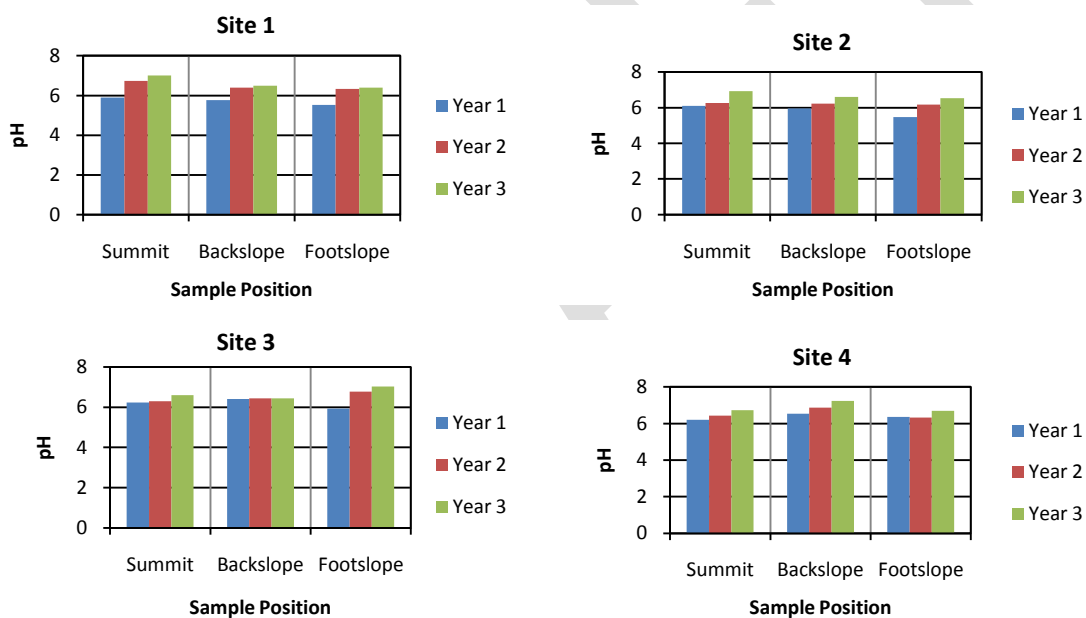 Site 1
8
6
4
2
0
pH
Summit Backslope Footslope
Sample Position
Year 1
Year 2
Year 3
Site 2
8
6
4
2
0
pH
Summit Backslope Footslope
Sample Position
Year 1
Year 2
Year 3
Site 3
8
6
4
2
0
pH
Summit Backslope Footslope
Sample Position
Year 1
Year 2
Year 3
Site 4
8
6
4
2
0
pH
Summit Backslope Footslope
Sample Position
Year 1
Year 2
Year 3